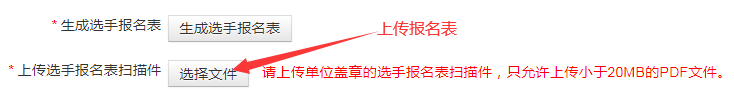 上传报名表
* 生成选手报名表 生成选手报名表
* 上传选手报名表扫描件 选择文件 请上传单位盖章的选手报名表扫描件，只允许上传小于20MB的PDF文件。